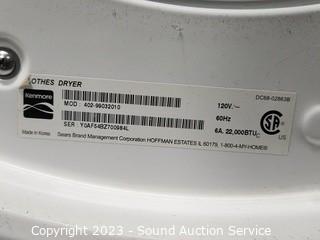 CLOTHES DRYER
DC68-02863B
Kenmore
MOD : 402-99032010
120V.~
60Hz
SER : Y0AF54BZ700984L
6A, 22,000BTU
Made in Korea
Sears Brand Management Corporation HOFFMAN ESTATES IL 60179, 1-800-4-MY-HOME®
Copyright 2023 - Sound Auction Service